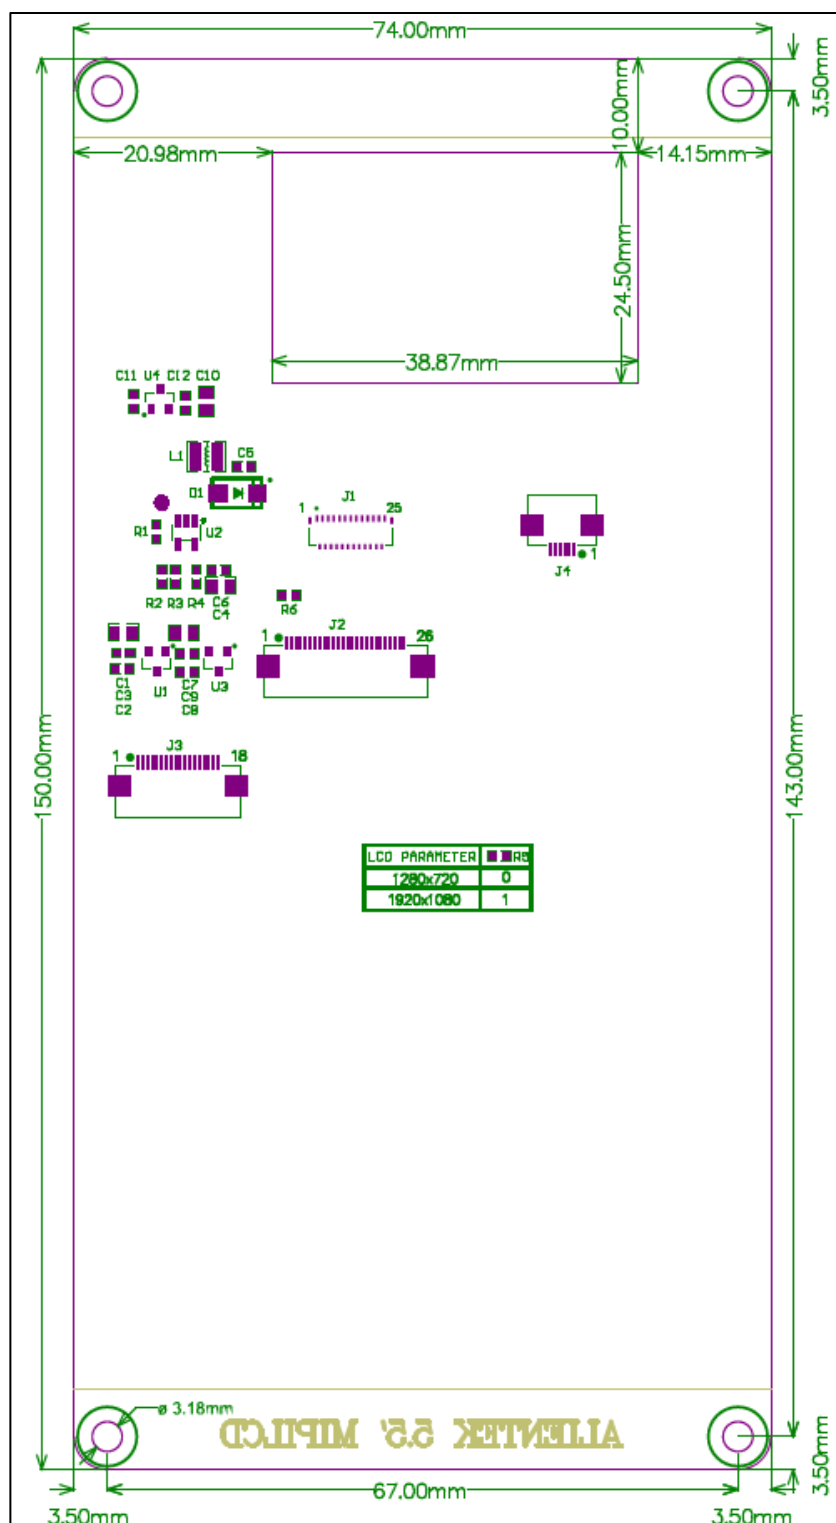 74.00mm
3.50mm
10.00mm
20.98mm
14.15mm
24.50mm
38.87mm
C11 U4 C12 C10
L1
C5
D1
J1
1 25
R1
U2
1
J4
R2 R3 R4 C6
C4
R6
J2
1 26
C1 U1 C7 U3
C3 C9
C2 C8
J3
1 18
150.00mm
143.00mm
LCD PARAMETER R5
1280x720 0
1920x1080 1
ø 3.18mm
ALIENTEK 5.5' MIPILCD
67.00mm
3.50mm
3.50mm
3.50mm